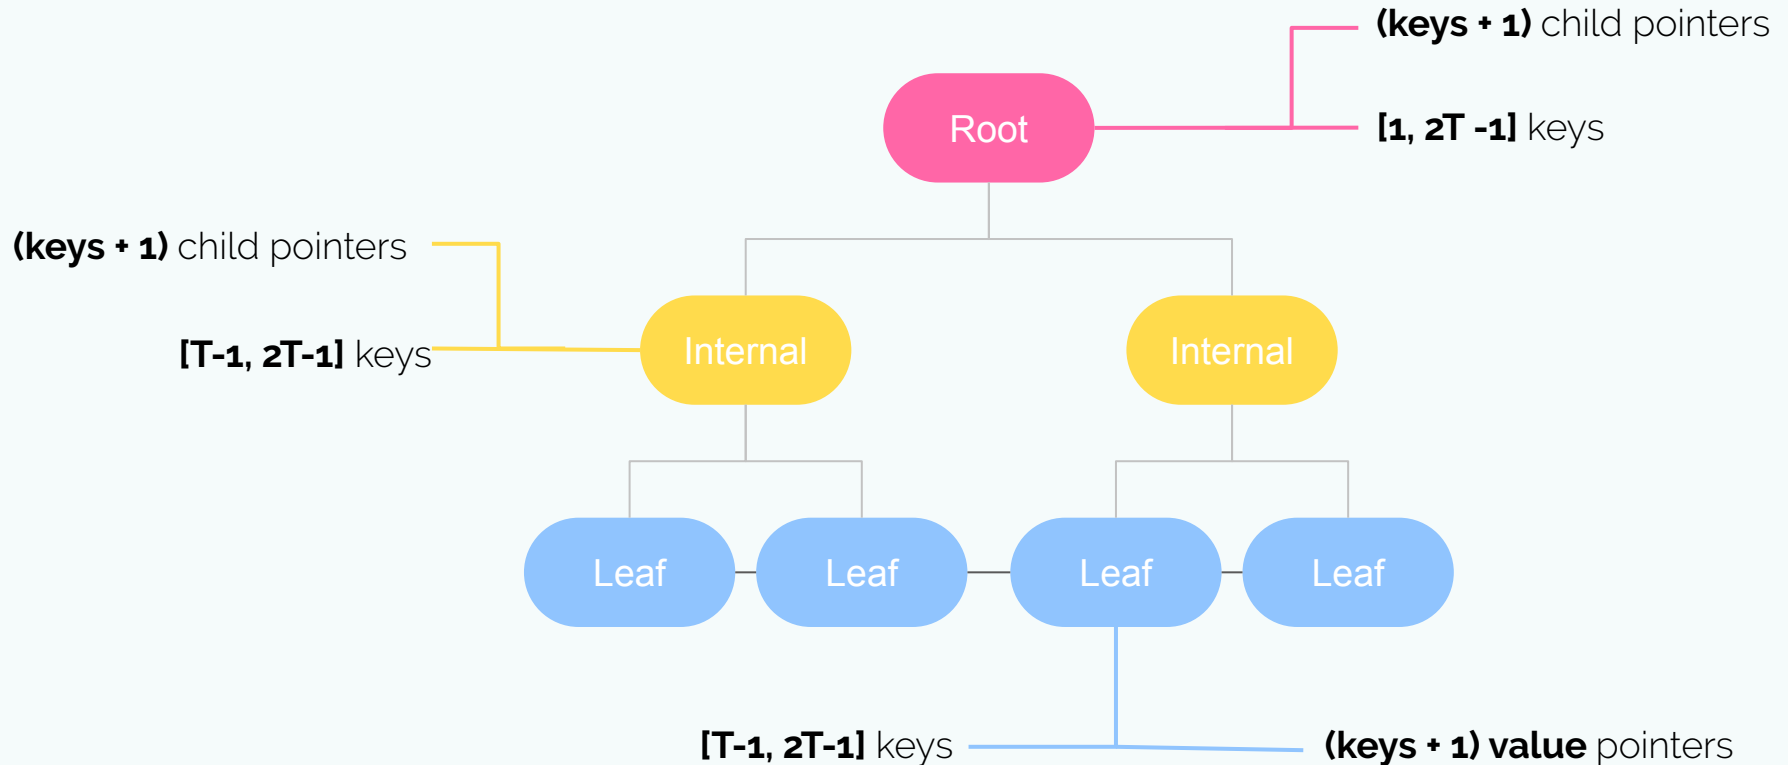 (keys + 1) child pointers
Root
[1, 2T -1] keys
(keys + 1) child pointers
[T-1, 2T-1] keys
Internal
Internal
Leaf
Leaf
Leaf
Leaf
[T-1, 2T-1] keys
(keys + 1) value pointers